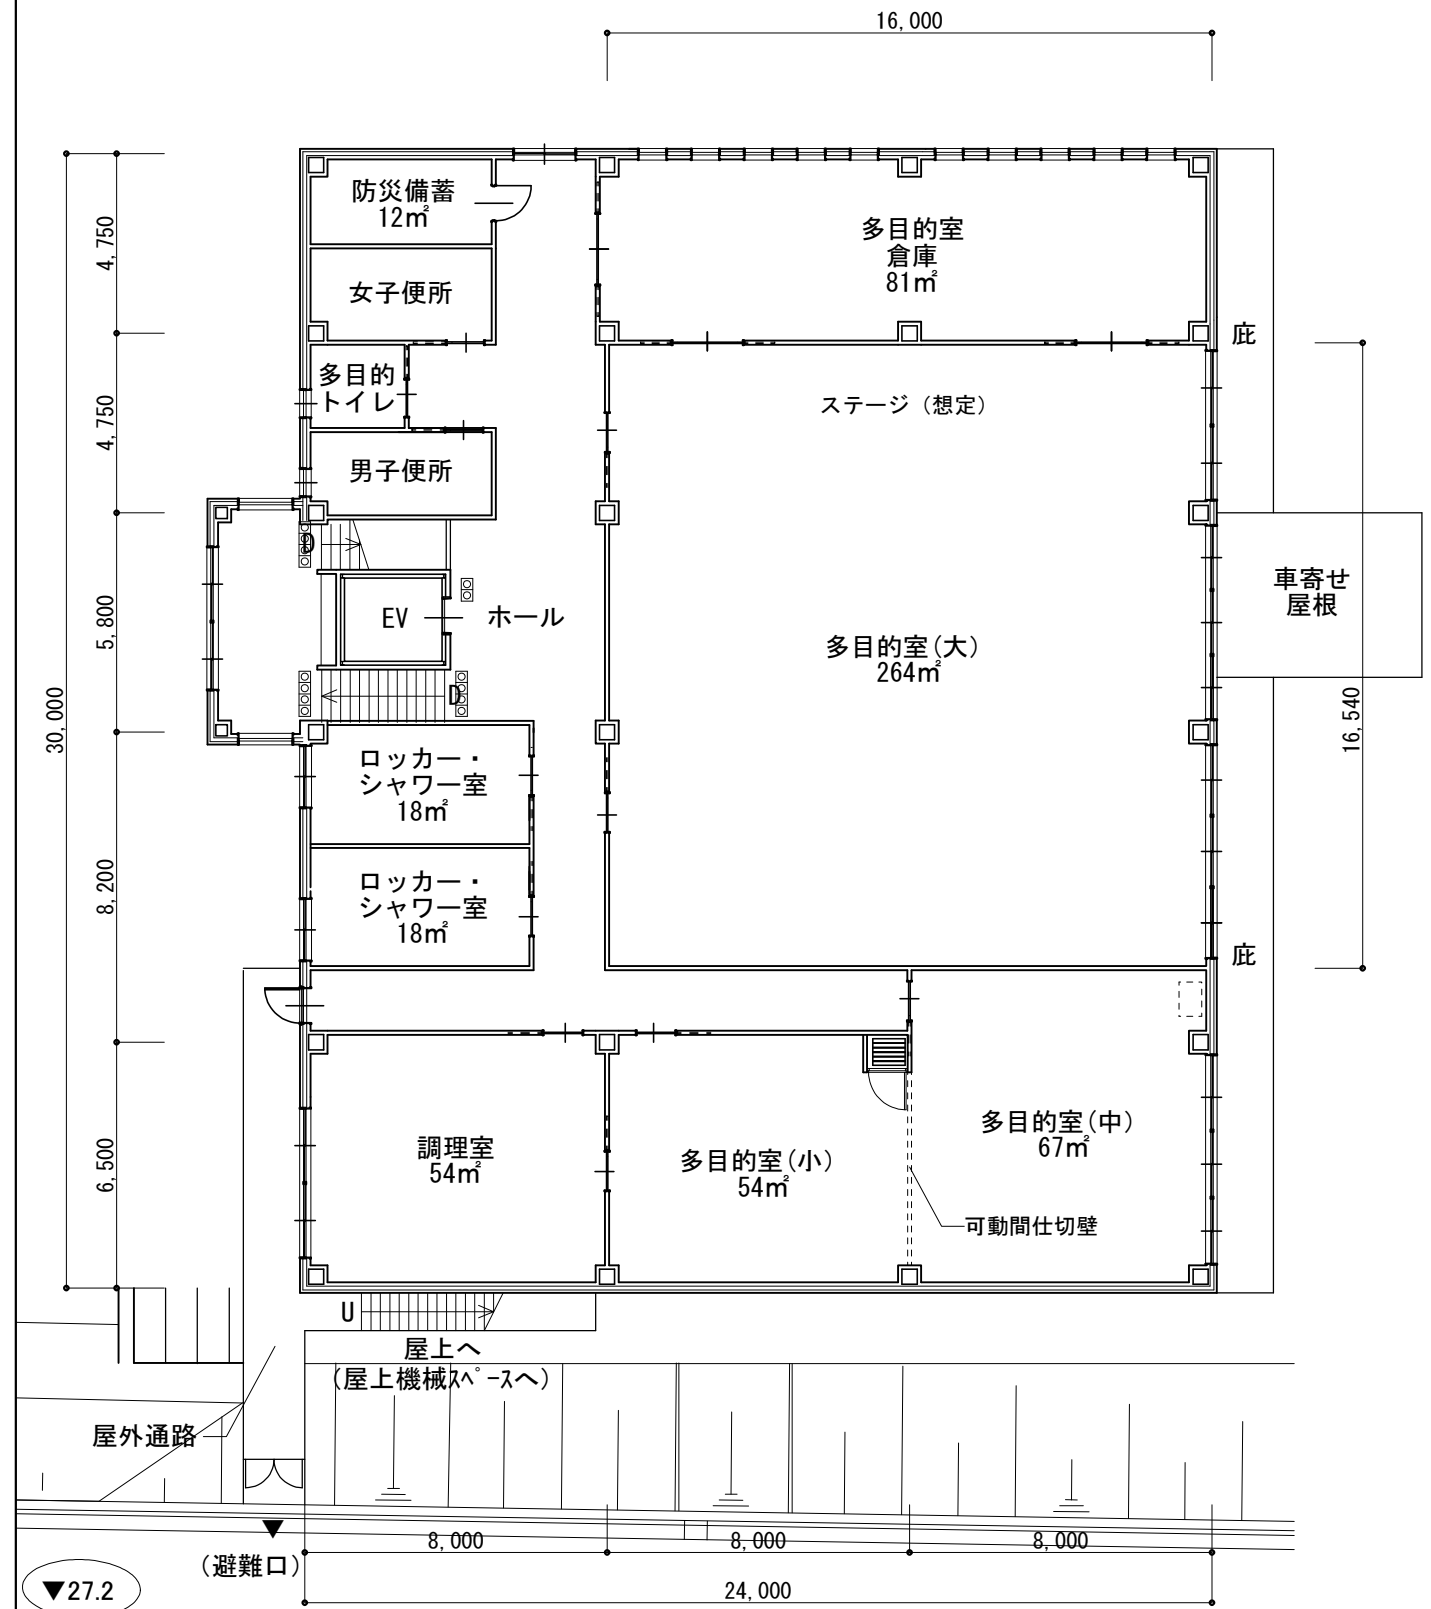 16,000
防災備蓄
12㎡
女子便所
多目的
トイレ
男子便所
多目的室
倉庫
81㎡
ステージ（想定）
庇
4,750
4,750
5,800
8,200
6,500
30,000
D
EV
ホール
D
多目的室(大)
264㎡
車寄せ
屋根
16,540
ロッカー・
シャワー室
18㎡
ロッカー・
シャワー室
18㎡
庇
調理室
54㎡
多目的室(小)
54㎡
多目的室(中)
67㎡
可動間仕切壁
U
屋上へ
(屋上機械ｽﾍﾟｰｽへ)
屋外通路
(避難口)
▼27.2
8,000
8,000
8,000
24,000